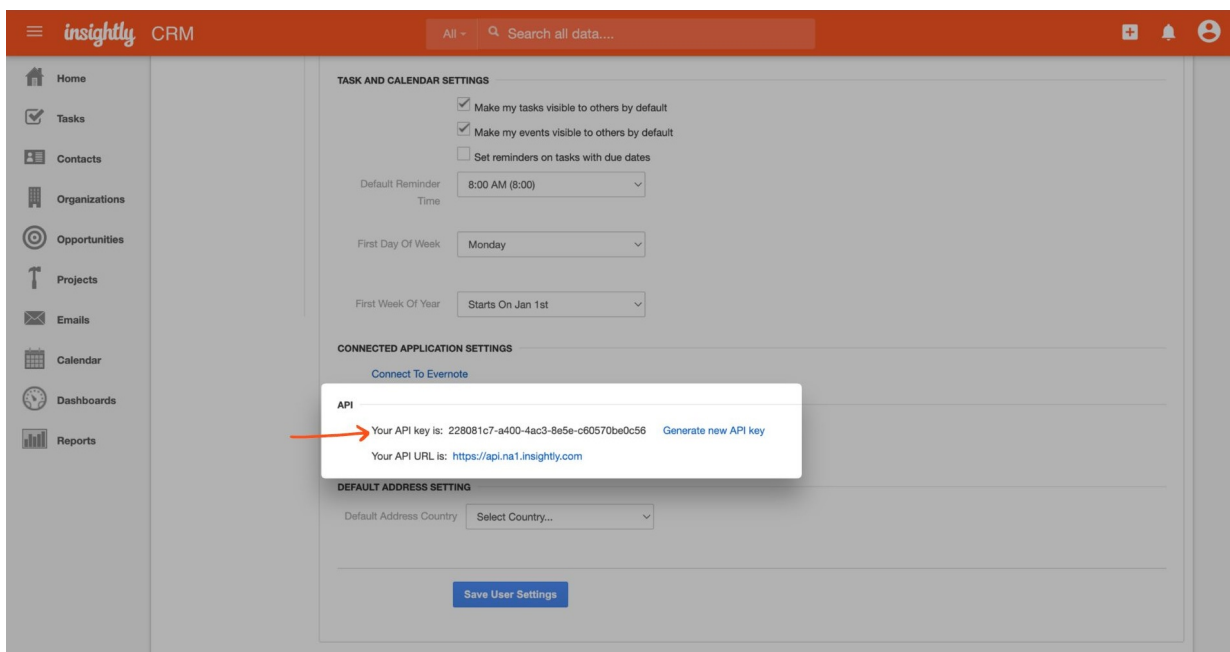 insightly CRM
All
Search all data....
Home
Tasks
Contacts
Organizations
Opportunities
Projects
Emails
Calendar
Dashboards
Reports
TASK AND CALENDAR SETTINGS
Make my tasks visible to others by default
Make my events visible to others by default
Set reminders on tasks with due dates
Default Reminder Time 8:00 AM (8:00)
First Day Of Week Monday
First Week Of Year Starts On Jan 1st
CONNECTED APPLICATION SETTINGS
Connect To Evernote
API
Your API key is: 228081c7-a400-4ac3-8e5e-c60570be0c56 Generate new API key
Your API URL is: https://api.na1.insightly.com
DEFAULT ADDRESS SETTING
Default Address Country Select Country...
Save User Settings